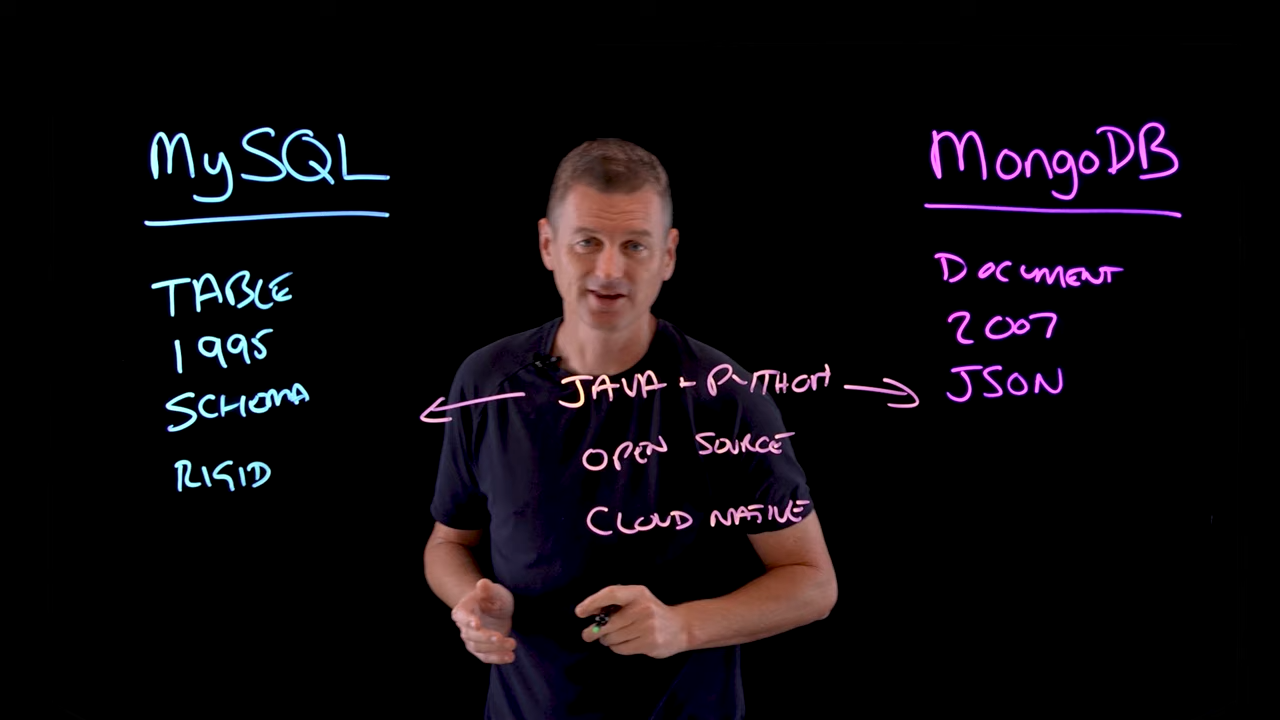 MySQL
TABLE
1995
SCHEMA
RIGID
JAVA - PYTHON
OPEN SOURCE
CLOUD NATIVE
MongoDB
DOCUMENT
2007
JSON